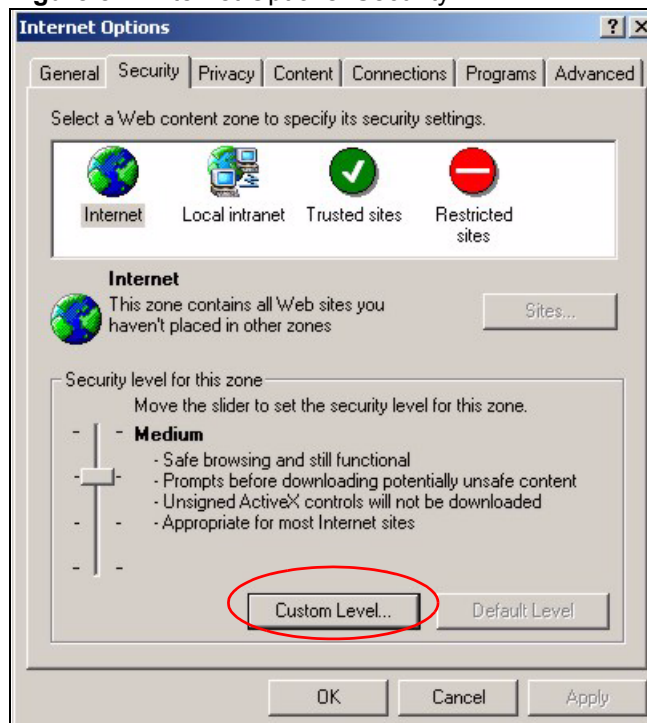 Internet Options
General Security Privacy Content Connections Programs Advanced
Select a Web content zone to specify its security settings.
Internet Local intranet Trusted sites Restricted
sites
Internet
This zone contains all Web sites you
haven't placed in other zones
Sites...
Security level for this zone
Move the slider to set the security level for this zone.
Medium
- Safe browsing and still functional
- Prompts before downloading potentially unsafe content
- Unsigned ActiveX controls will not be downloaded
- Appropriate for most Internet sites
Custom Level... Default Level
OK Cancel Apply